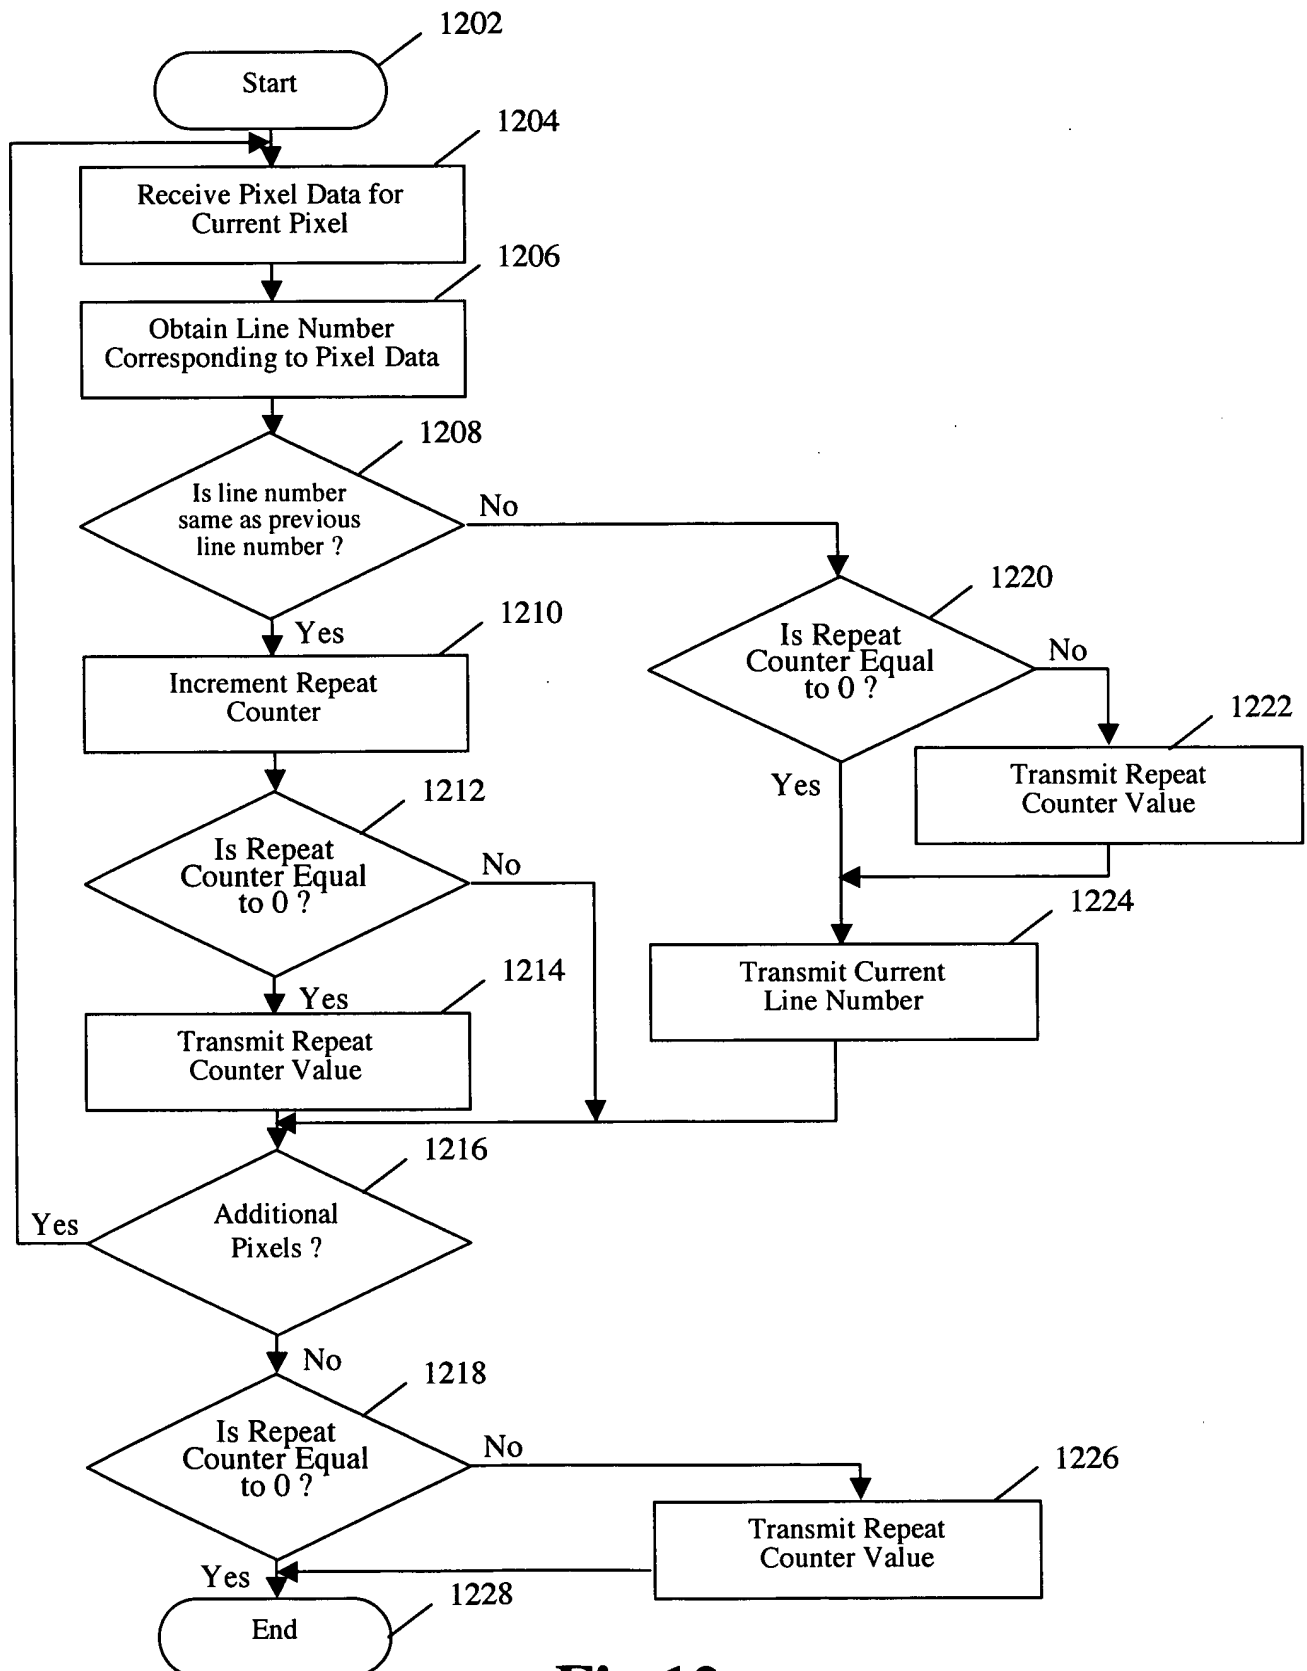 1202
Start
1204
Receive Pixel Data for
Current Pixel
1206
Obtain Line Number
Corresponding to Pixel Data
1208
Is line number
same as previous
line number ?
No
Yes
1210
Increment Repeat
Counter
1212
Is Repeat
Counter Equal
to 0 ?
No
Yes
1214
Transmit Repeat
Counter Value
1220
Is Repeat
Counter Equal
to 0 ?
No
Yes
1222
Transmit Repeat
Counter Value
1224
Transmit Current
Line Number
1216
Additional
Pixels ?
Yes
No
1218
Is Repeat
Counter Equal
to 0 ?
No
Yes
1226
Transmit Repeat
Counter Value
1228
End